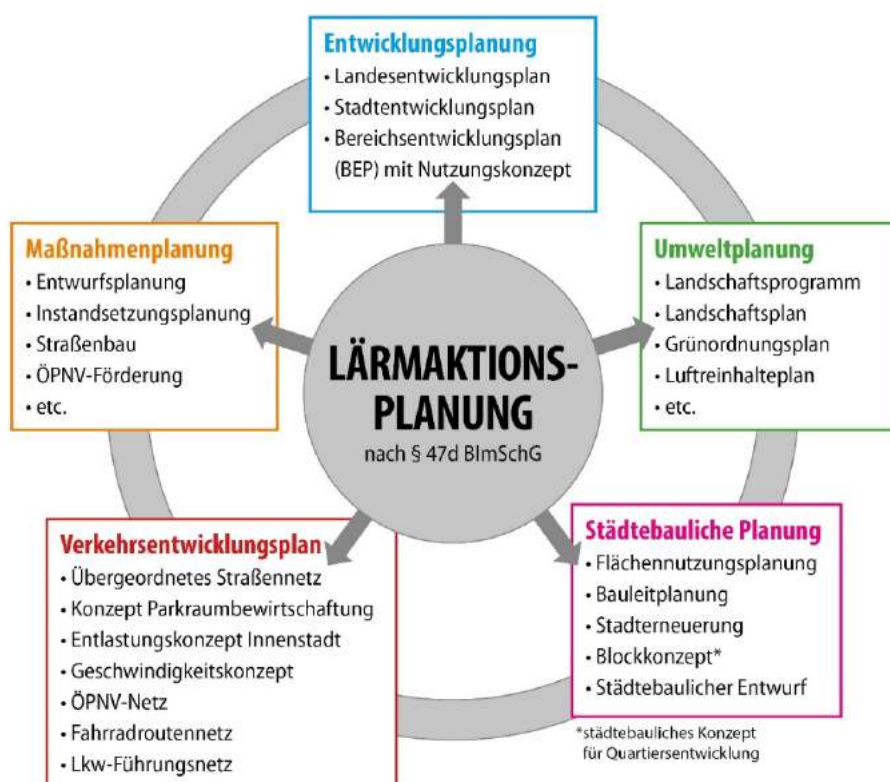 Entwicklungsplanung
• Landesentwicklungsplan
• Stadtentwicklungsplan
• Bereichsentwicklungsplan
(BEP) mit Nutzungskonzept
Maßnahmenplanung
• Entwurfsplanung
• Instandsetzungsplanung
• Straßenbau
• ÖPNV-Förderung
• etc.
Umweltplanung
• Landschaftsprogramm
• Landschaftsplan
• Grünordnungsplan
• Luftreinhalteplan
• etc.
LÄRMAKTIONS-
PLANUNG
nach § 47d BImSchG
Verkehrsentwicklungsplan
• Übergeordnetes Straßennetz
• Konzept Parkraumbewirtschaftung
• Entlastungskonzept Innenstadt
• Geschwindigkeitskonzept
• ÖPNV-Netz
• Fahrradroutennetz
• Lkw-Führungsnetz
Städtebauliche Planung
• Flächennutzungsplanung
• Bauleitplanung
• Stadterneuerung
• Blockkonzept*
• Städtebaulicher Entwurf
*städtebauliches Konzept
für Quartiersentwicklung